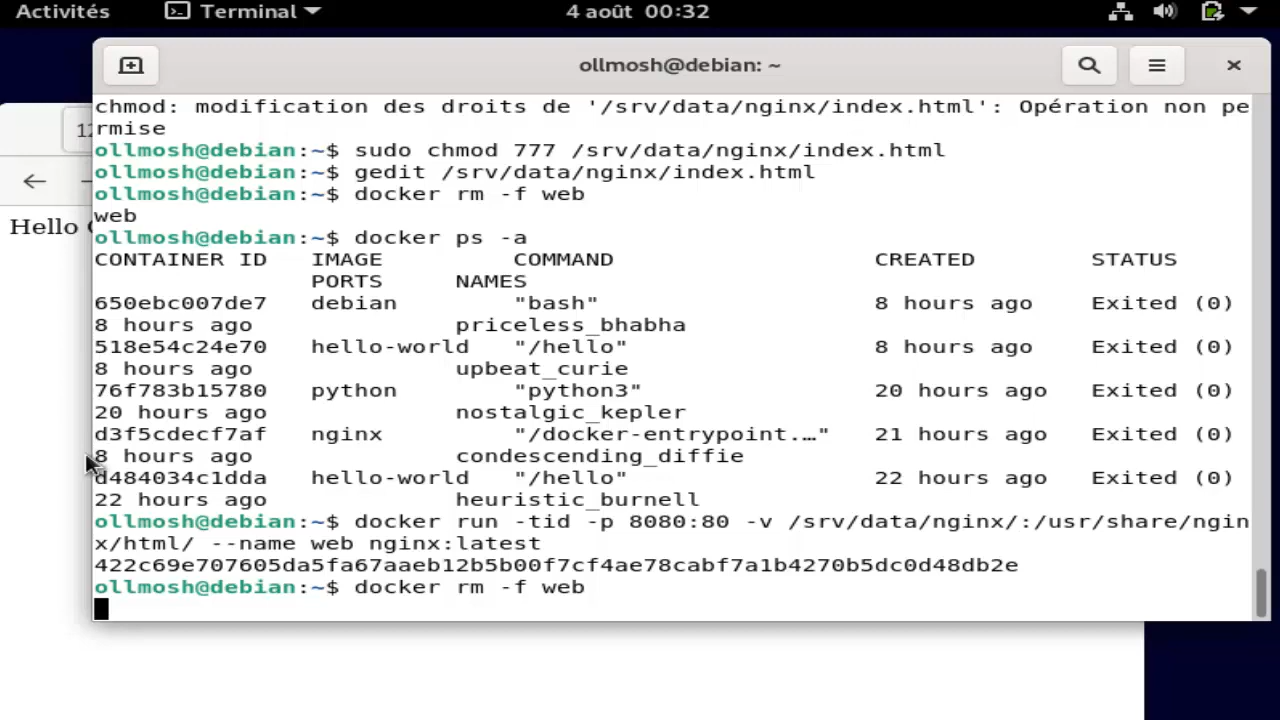 Activités Terminal 4 août 00:32
ollmosh@debian: ~
chmod: modification des droits de '/srv/data/nginx/index.html': Opération non pe
rmise
ollmosh@debian:~$ sudo chmod 777 /srv/data/nginx/index.html
ollmosh@debian:~$ gedit /srv/data/nginx/index.html
ollmosh@debian:~$ docker rm -f web
web
ollmosh@debian:~$ docker ps -a
CONTAINER ID   IMAGE         COMMAND                  CREATED        STATUS
               PORTS     NAMES
650ebc007de7   debian        "bash"                   8 hours ago    Exited (0)
8 hours ago              priceless_bhabha
518e54c24e70   hello-world   "/hello"                 8 hours ago    Exited (0)
8 hours ago              upbeat_curie
76f783b15780   python        "python3"                20 hours ago   Exited (0)
20 hours ago             nostalgic_kepler
d3f5cdecf7af   nginx         "/docker-entrypoint.…"   21 hours ago   Exited (0)
8 hours ago              condescending_diffie
d484034c1dda   hello-world   "/hello"                 22 hours ago   Exited (0)
22 hours ago             heuristic_burnell
ollmosh@debian:~$ docker run -tid -p 8080:80 -v /srv/data/nginx/:/usr/share/ngin
x/html/ --name web nginx:latest
422c69e707605da5fa67aaeb12b5b00f7cf4ae78cabf7a1b4270b5dc0d48db2e
ollmosh@debian:~$ docker rm -f web
12
Hello